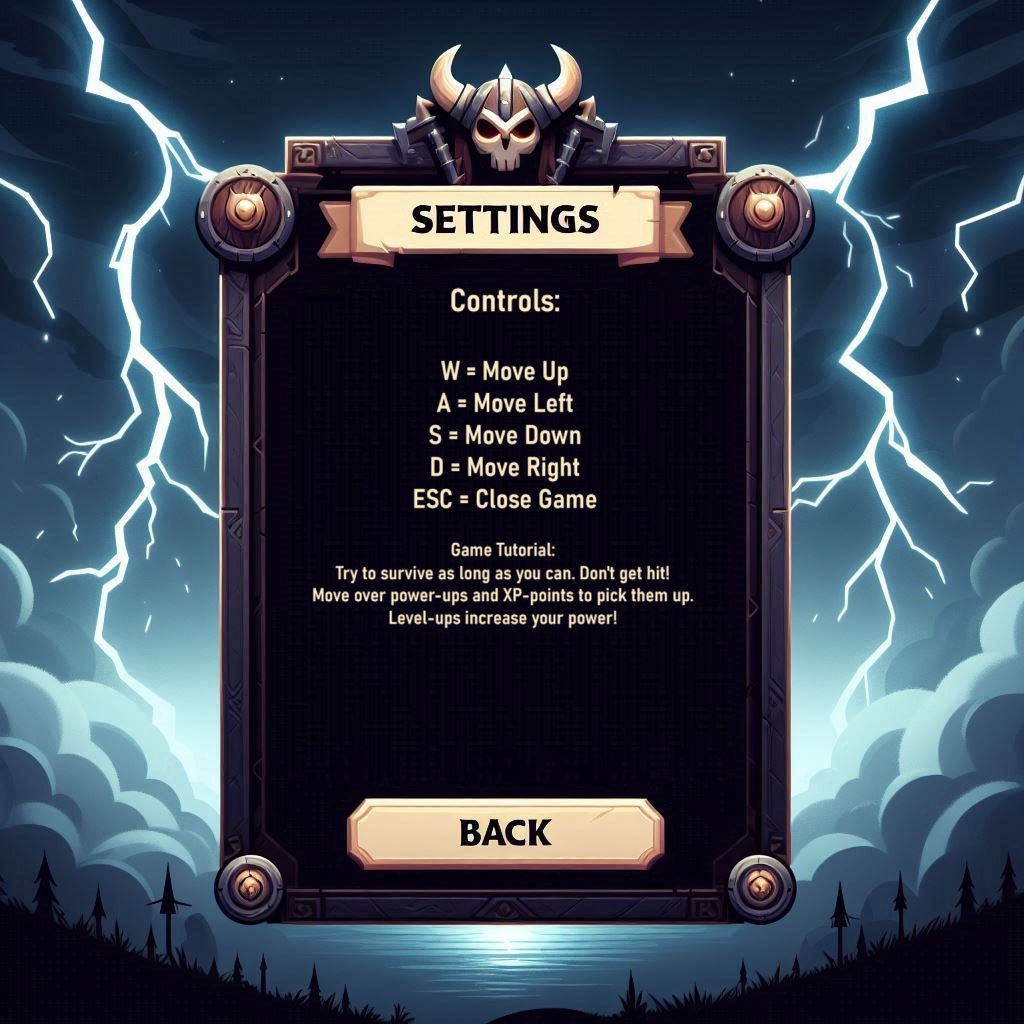 SETTINGS
Controls:
W = Move Up
A = Move Left
S = Move Down
D = Move Right
ESC = Close Game
Game Tutorial:
Try to survive as long as you can. Don't get hit!
Move over power-ups and XP-points to pick them up.
Level-ups increase your power!
BACK